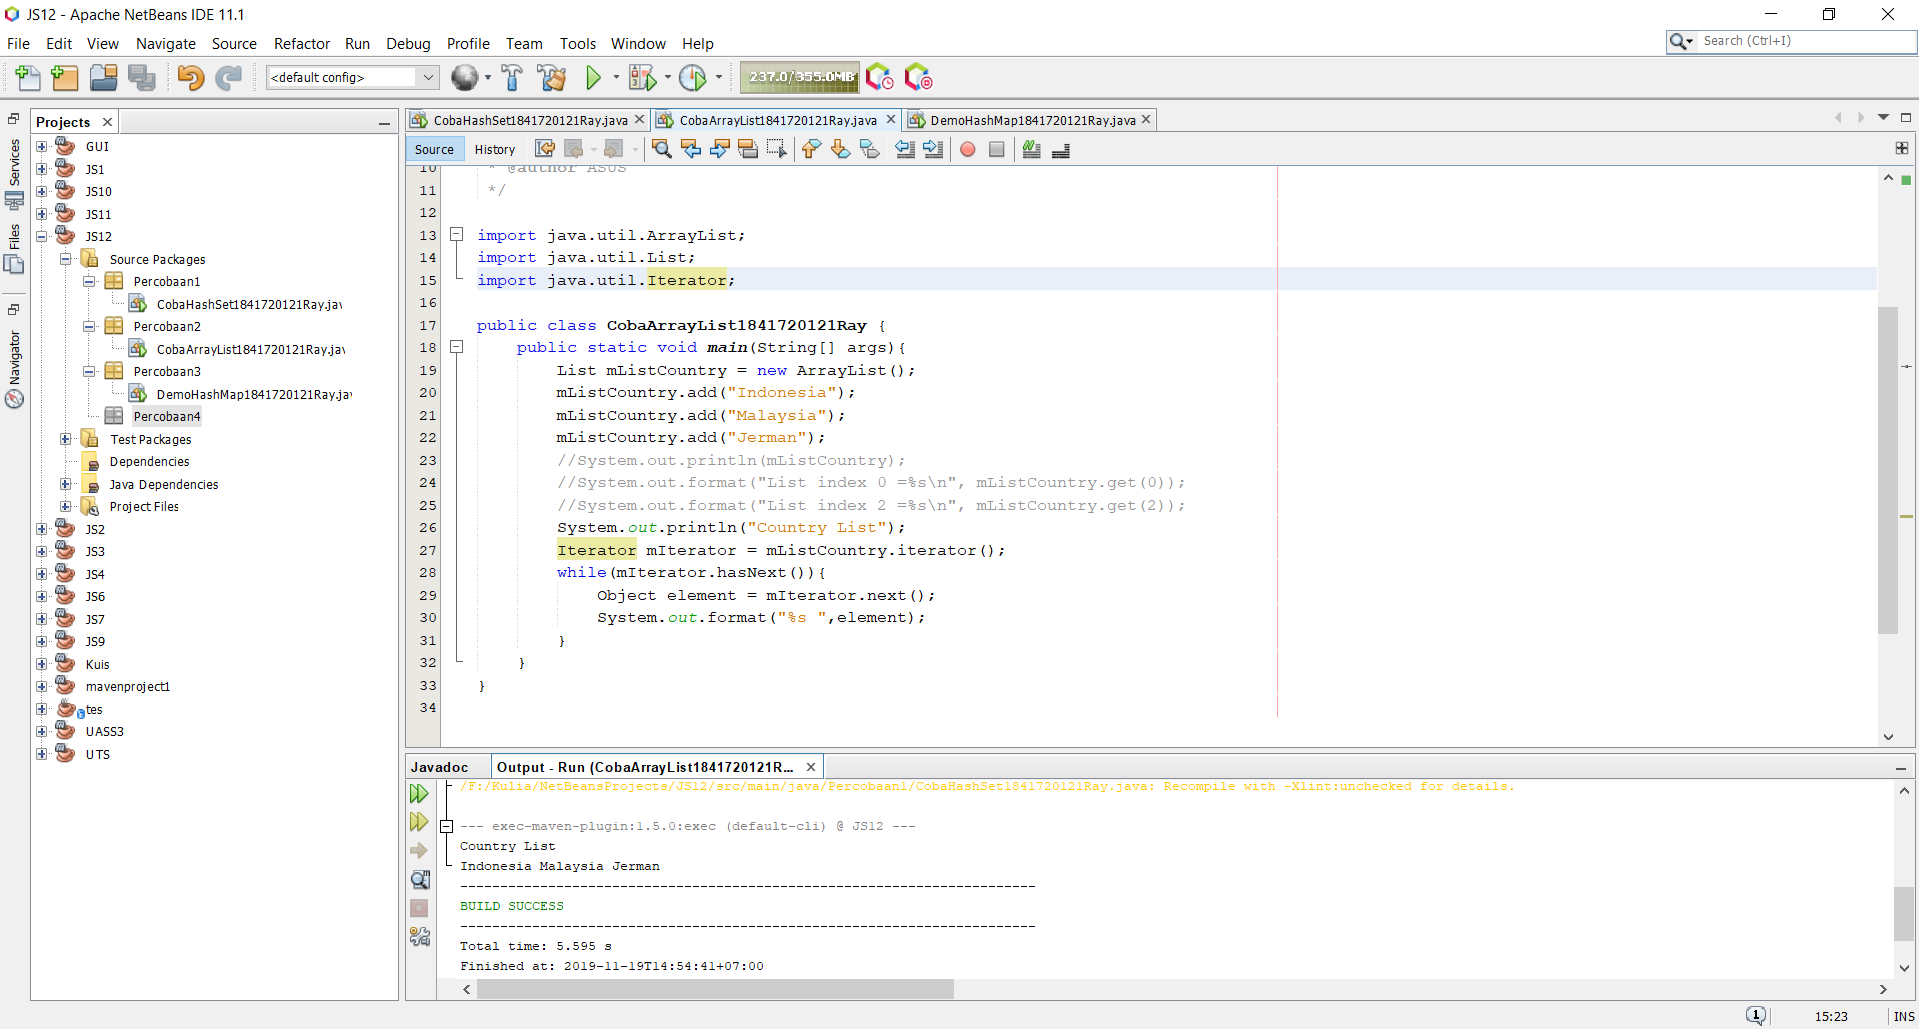 JS12 - Apache NetBeans IDE 11.1
File Edit View Navigate Source Refactor Run Debug Profile Team Tools Window Help
Search (Ctrl+I)
<default config>
237.0/355.0MB
Services
Files
Navigator
Projects
GUI
JS1
JS10
JS11
JS12
Source Packages
Percobaan1
CobaHashSet1841720121Ray.jav
Percobaan2
CobaArrayList1841720121Ray.jav
Percobaan3
DemoHashMap1841720121Ray.jav
Percobaan4
Test Packages
Dependencies
Java Dependencies
Project Files
JS2
JS3
JS4
JS6
JS7
JS9
Kuis
mavenproject1
tes
UASS3
UTS
CobaHashSet1841720121Ray.java CobaArrayList1841720121Ray.java DemoHashMap1841720121Ray.java
Source History
10 * @author ASUS
11 */
12
13 import java.util.ArrayList;
14 import java.util.List;
15 import java.util.Iterator;
16
17 public class CobaArrayList1841720121Ray {
18 public static void main(String[] args){
19 List mListCountry = new ArrayList();
20 mListCountry.add("Indonesia");
21 mListCountry.add("Malaysia");
22 mListCountry.add("Jerman");
23 //System.out.println(mListCountry);
24 //System.out.format("List index 0 =%s\n", mListCountry.get(0));
25 //System.out.format("List index 2 =%s\n", mListCountry.get(2));
26 System.out.println("Country List");
27 Iterator mIterator = mListCountry.iterator();
28 while(mIterator.hasNext()){
29 Object element = mIterator.next();
30 System.out.format("%s ",element);
31 }
32 }
33 }
34
Javadoc Output - Run (CobaArrayList1841720121R...
/F:/Kulia/NetBeansProjects/JS12/src/main/java/Percobaan1/CobaHashSet1841720121Ray.java: Recompile with -Xlint:unchecked for details.
--- exec-maven-plugin:1.5.0:exec (default-cli) @ JS12 ---
Country List
Indonesia Malaysia Jerman
------------------------------------------------------------------------
BUILD SUCCESS
------------------------------------------------------------------------
Total time: 5.595 s
Finished at: 2019-11-19T14:54:41+07:00
1 15:23 INS